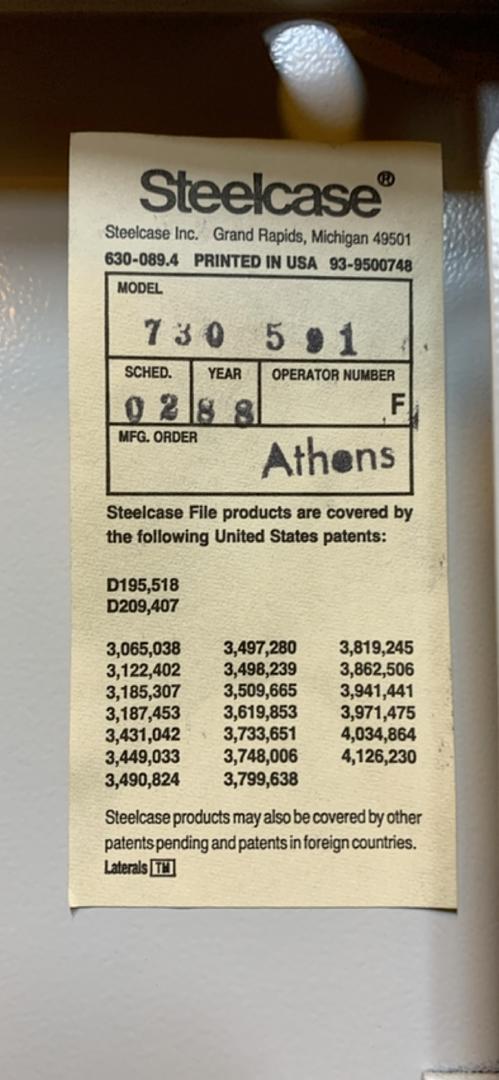 Steelcase®
Steelcase Inc. Grand Rapids, Michigan 49501
630-089.4 PRINTED IN USA 93-9500748
MODEL
730 591
SCHED. YEAR OPERATOR NUMBER
02 88 F
MFG. ORDER
Athens
Steelcase File products are covered by
the following United States patents:
D195,518
D209,407
3,065,038 3,497,280 3,819,245
3,122,402 3,498,239 3,862,506
3,185,307 3,509,665 3,941,441
3,187,453 3,619,853 3,971,475
3,431,042 3,733,651 4,034,864
3,449,033 3,748,006 4,126,230
3,490,824 3,799,638
Steelcase products may also be covered by other
patents pending and patents in foreign countries.
Laterals TM